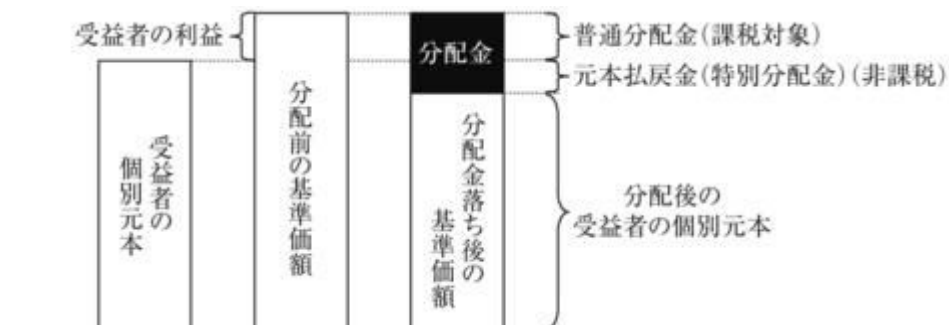 受益者の利益
分配金
普通分配金(課税対象)
元本払戻金(特別分配金)(非課税)
受益者の
個別元本
分配前の基準価額
分配金落ち後の
基準価額
分配後の
受益者の個別元本